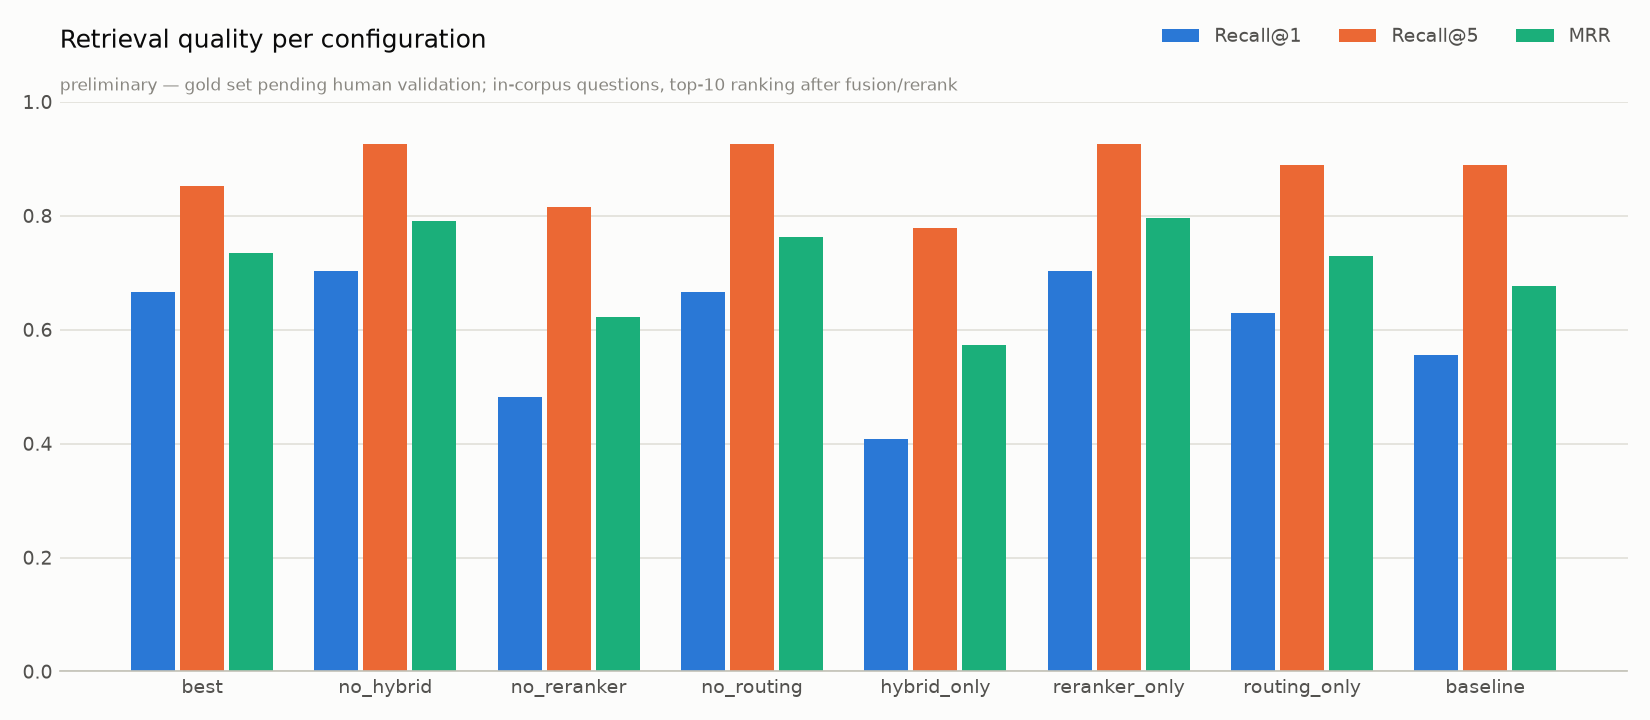 Retrieval quality per configuration
Recall@1 Recall@5 MRR
preliminary — gold set pending human validation; in-corpus questions, top-10 ranking after fusion/rerank
1.0
0.8
0.6
0.4
0.2
0.0
best no_hybrid no_reranker no_routing hybrid_only reranker_only routing_only baseline